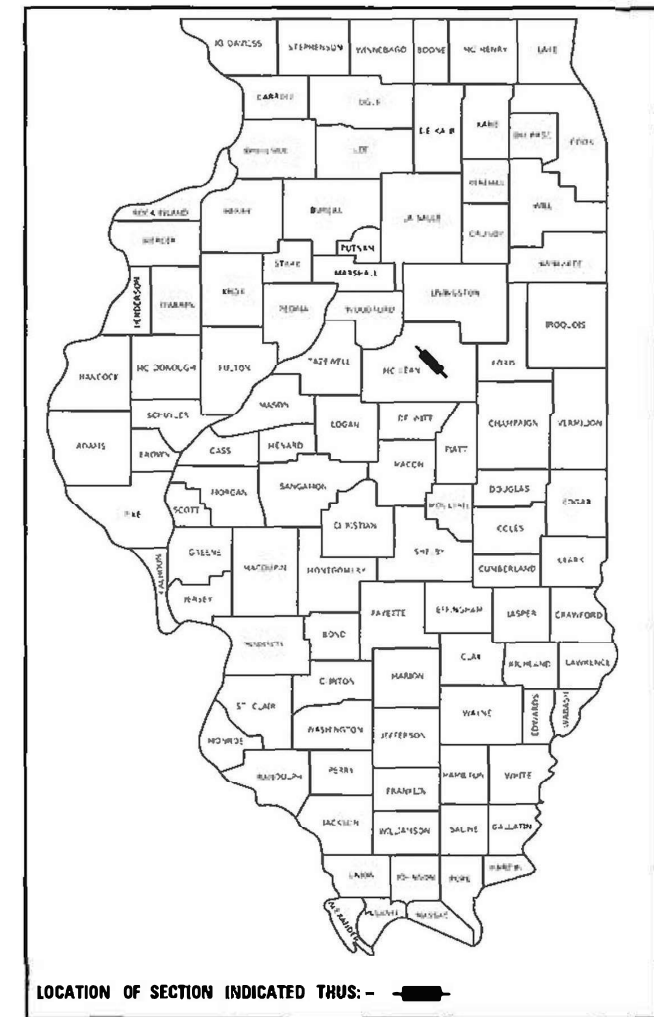 JO DAVIESS STEPHENSON WINNEBAGO BOONE MC HENRY LAKE
CARROLL OGLE
DE KALB KANE DU PAGE COOK
WHITESIDE LEE
KENDALL WILL
ROCK ISLAND HENRY BUREAU LA SALLE
MERCER PUTNAM GRUNDY
STARK MARSHALL KANKAKEE
HENDERSON WARREN KNOX PEORIA WOODFORD LIVINGSTON IROQUOIS
HANCOCK MC DONOUGH FULTON TAZEWELL MC LEAN FORD
MASON
SCHUYLER LOGAN DE WITT CHAMPAIGN VERMILION
ADAMS BROWN CASS MENARD MACON PIATT
MORGAN SANGAMON DOUGLAS
PIKE SCOTT CHRISTIAN MOULTRIE COLES EDGAR
GREENE SHELBY
CALHOUN MACOUPIN MONTGOMERY CUMBERLAND CLARK
JERSEY FAYETTE EFFINGHAM JASPER CRAWFORD
BOND
CLAY RICHLAND LAWRENCE
CLINTON MARION
ST. CLAIR WAYNE EDWARDS WABASH
WASHINGTON JEFFERSON
MONROE
RANDOLPH PERRY HAMILTON WHITE
FRANKLIN
JACKSON WILLIAMSON SALINE GALLATIN
UNION JOHNSON POPE HARDIN
ALEXANDER PULASKI MASSAC
LOCATION OF SECTION INDICATED THUS: -